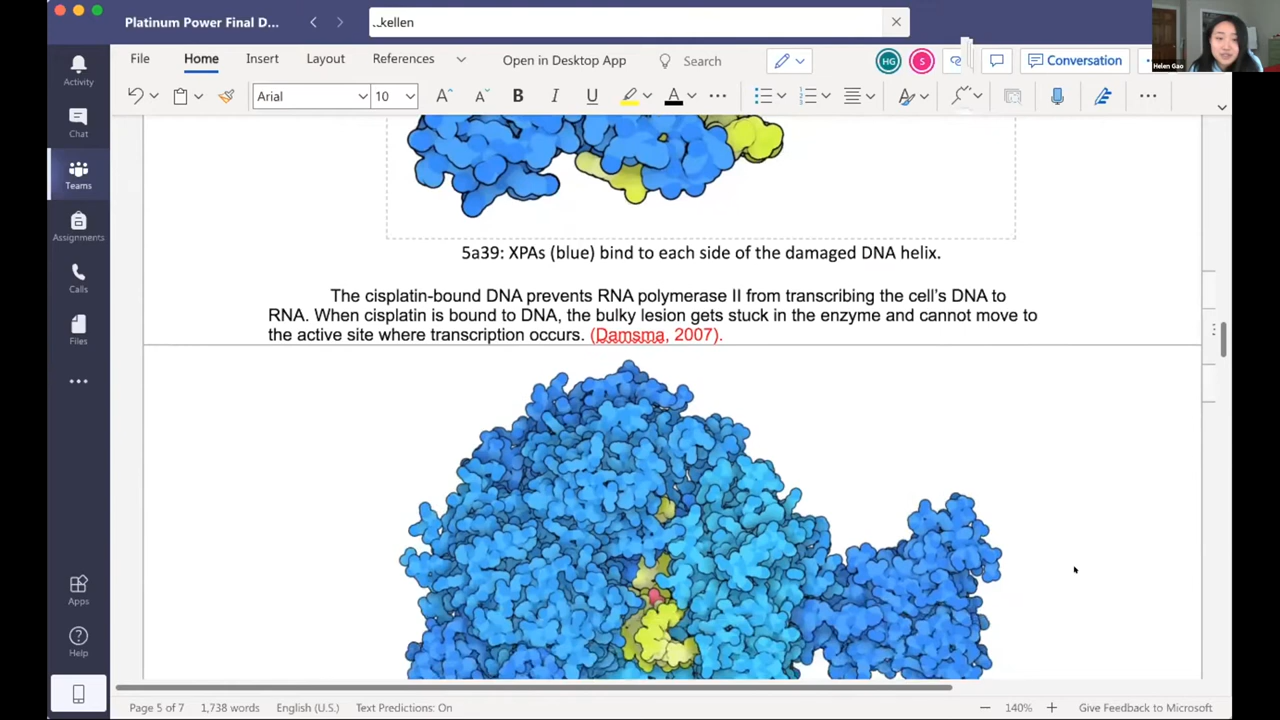 Platinum Power Final D...
kellen
Helen Gao
Activity
Chat
Teams
Assignments
Calls
Files
Apps
Help
File
Home
Insert
Layout
References
Open in Desktop App
Search
HG
S
Conversation
Arial
10
A
A
B
I
U
A
5a39: XPAs (blue) bind to each side of the damaged DNA helix.
The cisplatin-bound DNA prevents RNA polymerase II from transcribing the cell's DNA to
RNA. When cisplatin is bound to DNA, the bulky lesion gets stuck in the enzyme and cannot move to
the active site where transcription occurs. (Damsma, 2007).
Page 5 of 7
1,738 words
English (U.S.)
Text Predictions: On
140%
Give Feedback to Microsoft